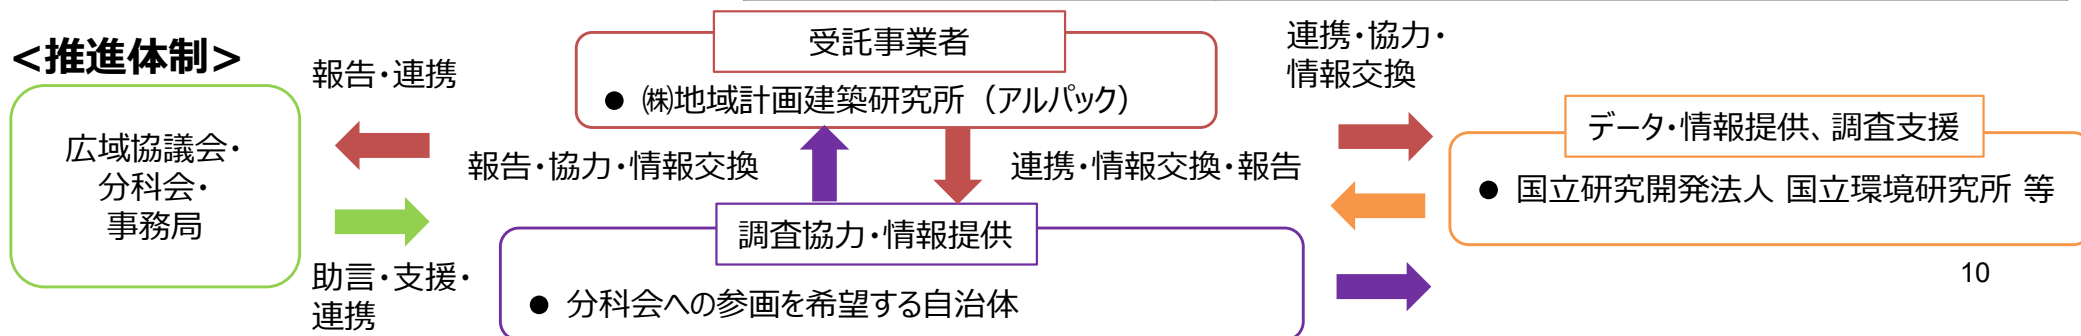 <推進体制>
広域協議会・
分科会・
事務局
報告・連携
助言・支援・
連携
受託事業者
● ㈱地域計画建築研究所（アルパック）
報告・協力・情報交換
連携・情報交換・報告
調査協力・情報提供
● 分科会への参画を希望する自治体
連携・協力・
情報交換
データ・情報提供、調査支援
● 国立研究開発法人 国立環境研究所 等
10